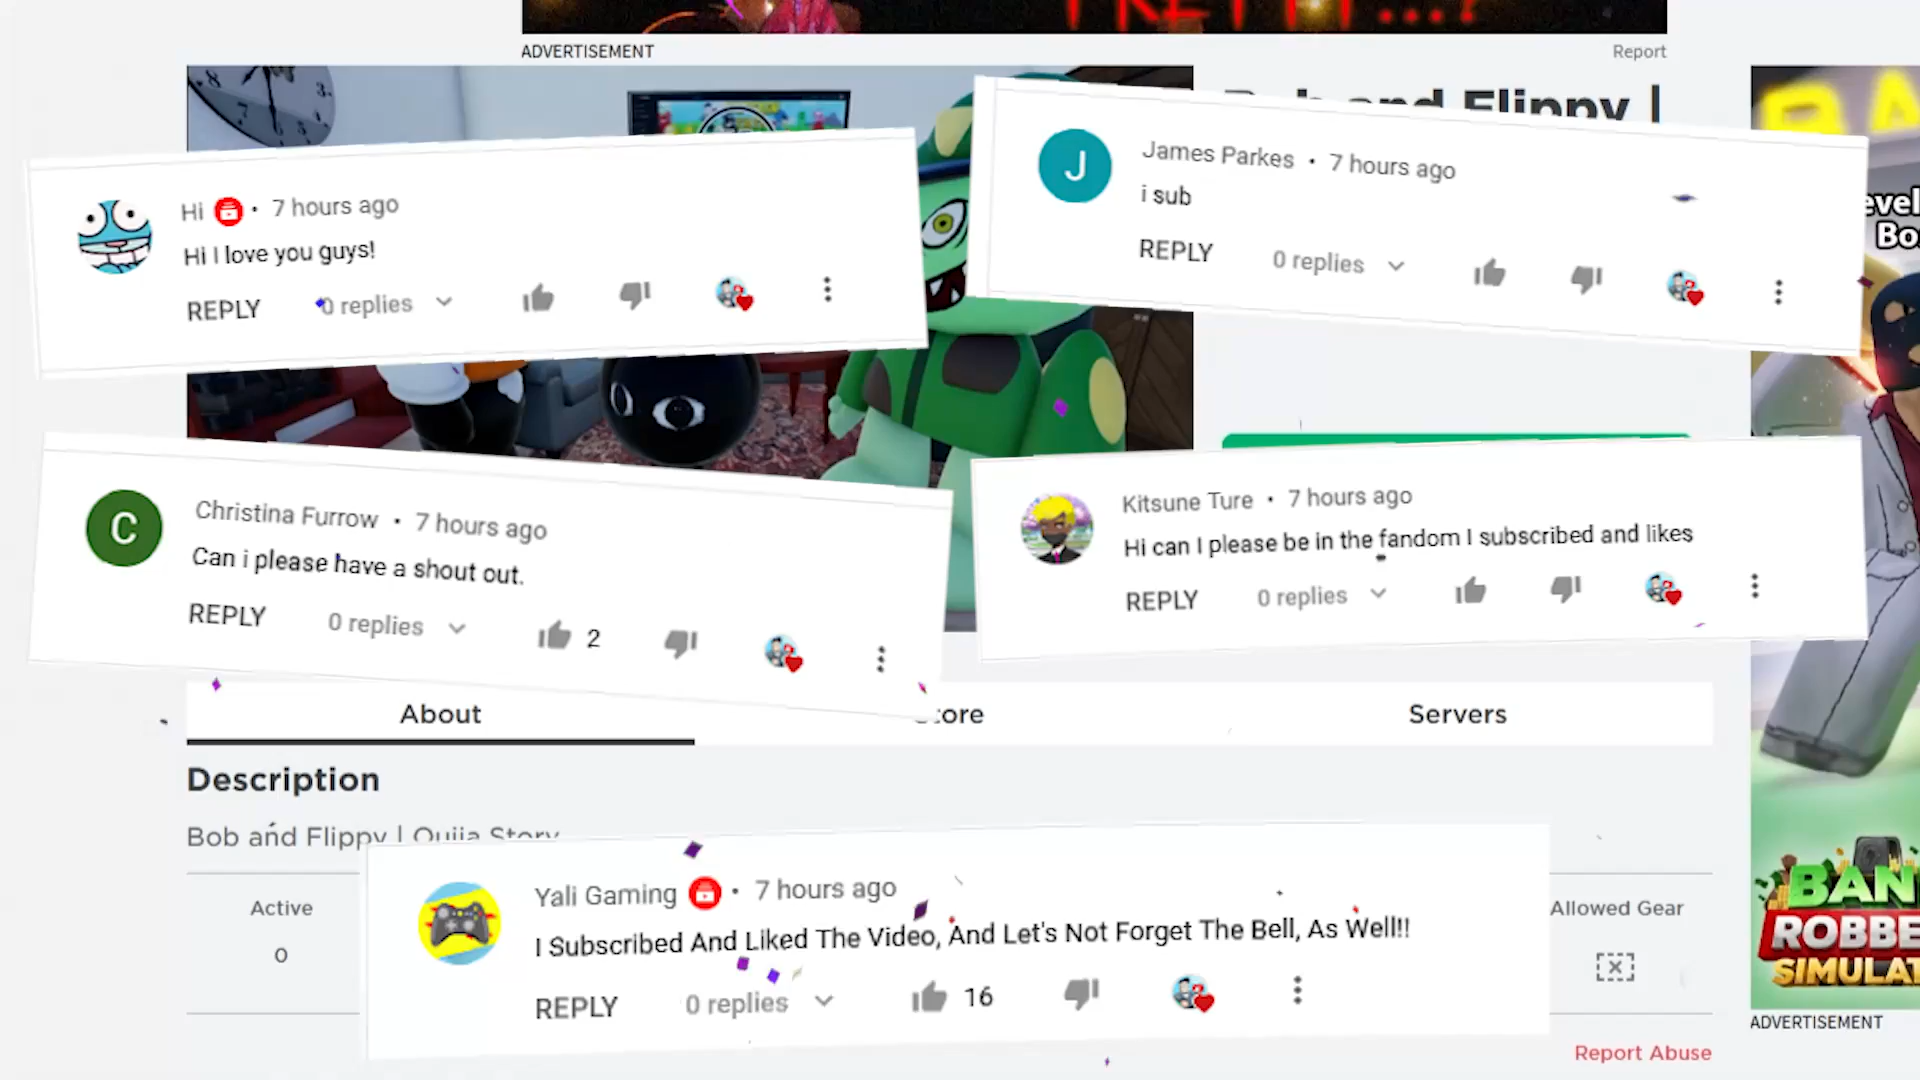 ADVERTISEMENT
Report
Bob and Flippy |
Hi • 7 hours ago
Hi I love you guys!
REPLY 0 replies
James Parkes • 7 hours ago
i sub
REPLY 0 replies
Christina Furrow • 7 hours ago
Can i please have a shout out.
REPLY 0 replies 2
Kitsune Ture • 7 hours ago
Hi can I please be in the fandom I subscribed and likes
REPLY 0 replies
About
Store
Servers
Description
Bob and Flippy | Ouija Story
Active
0
Yali Gaming • 7 hours ago
I Subscribed And Liked The Video, And Let's Not Forget The Bell, As Well!!
REPLY 0 replies 16
Allowed Gear
Report Abuse
BAN
ROBBE
SIMULAT
ADVERTISEMENT